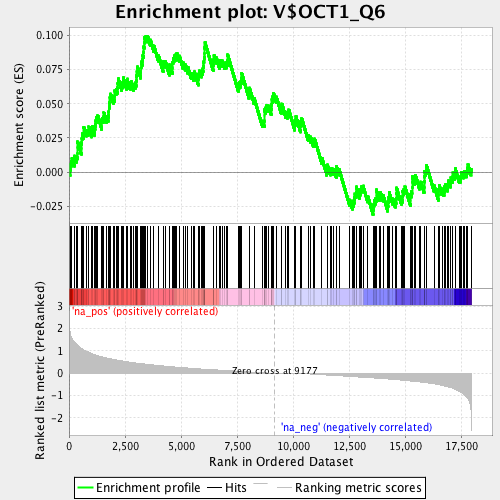 Enrichment plot: V$OCT1_Q6
Enrichment score (ES)
0.100
0.075
0.050
0.025
0.000
-0.025
'na_pos' (positively correlated)
Ranked list metric (PreRanked)
3
2
1
0
-1
-2
Zero cross at 9177
'na_neg' (negatively correlated)
0
2,500
5,000
7,500
10,000
12,500
15,000
17,500
Rank in Ordered Dataset
Enrichment profile
Hits
Ranking metric scores